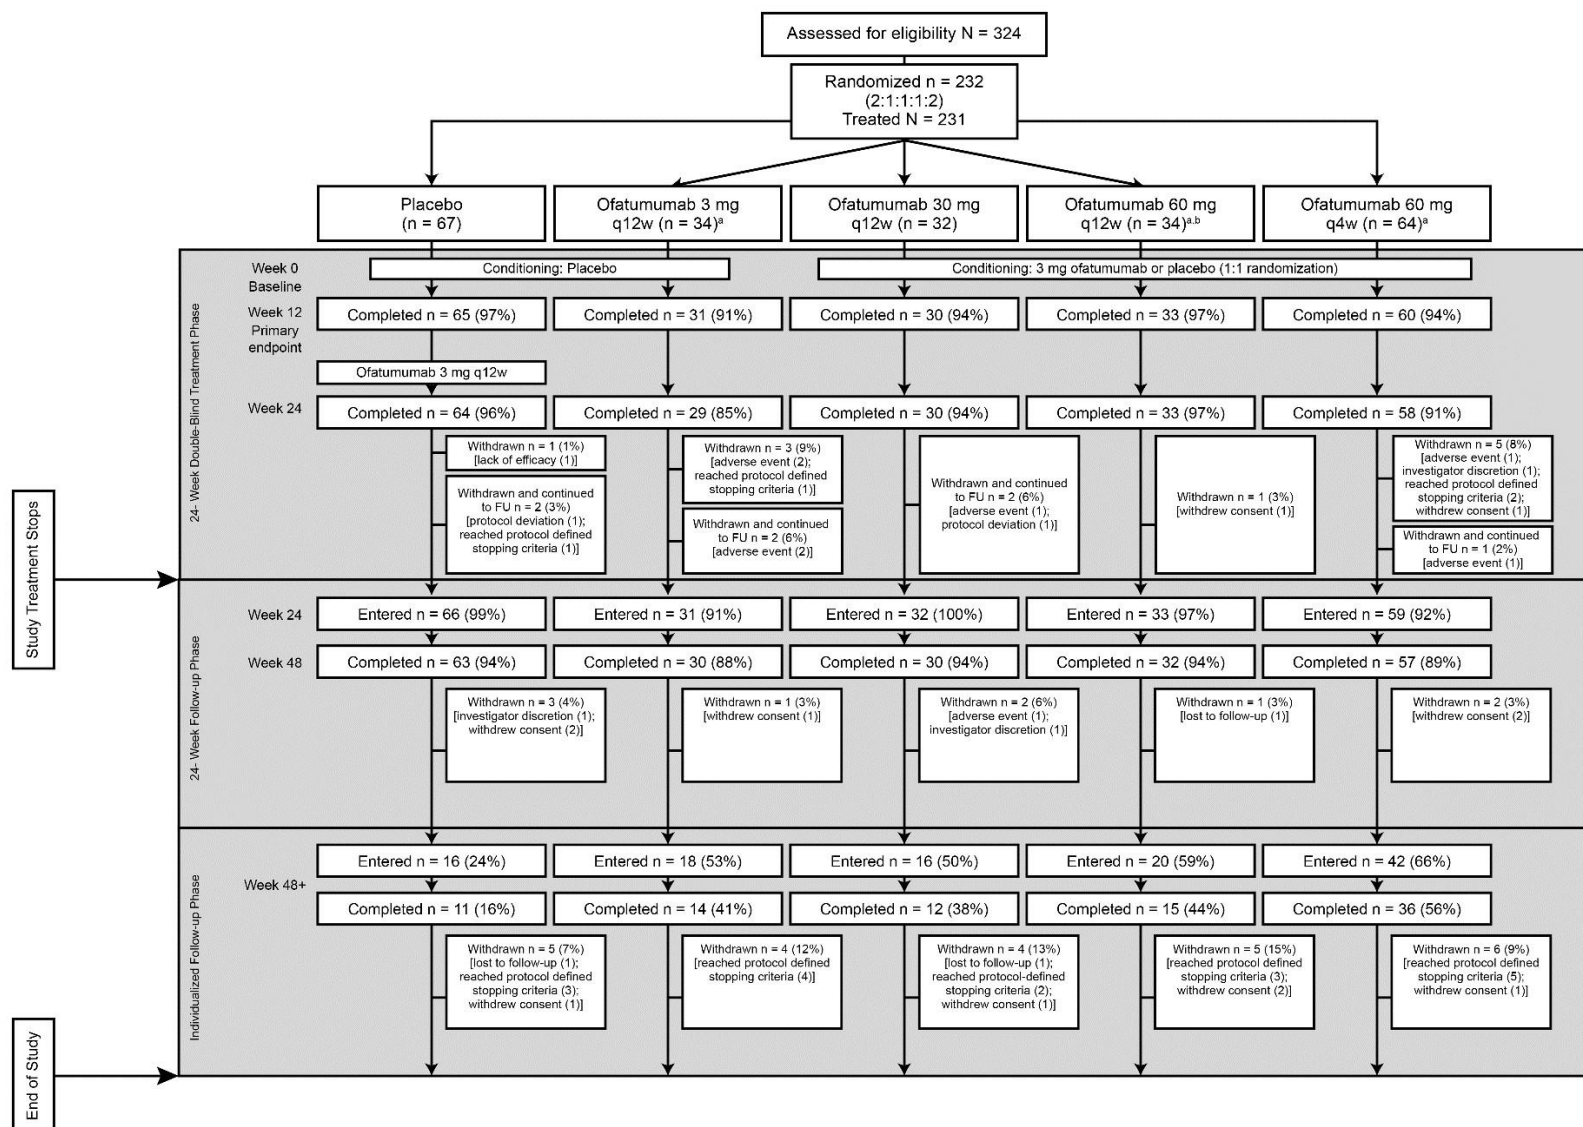 Assessed for eligibility N = 324
Randomized n = 232
(2:1:1:1:2)
Treated N = 231
Placebo
(n = 67)
Ofatumumab 3 mg
q12w (n = 34)ᵃ
Ofatumumab 30 mg
q12w (n = 32)
Ofatumumab 60 mg
q12w (n = 34)ᵃ,ᵇ
Ofatumumab 60 mg
q4w (n = 64)ᵃ
24- Week Double-Blind Treatment Phase
Week 0
Baseline
Conditioning: Placebo
Conditioning: 3 mg ofatumumab or placebo (1:1 randomization)
Week 12
Primary
endpoint
Completed n = 65 (97%)
Completed n = 31 (91%)
Completed n = 30 (94%)
Completed n = 33 (97%)
Completed n = 60 (94%)
Ofatumumab 3 mg q12w
Week 24
Completed n = 64 (96%)
Completed n = 29 (85%)
Completed n = 30 (94%)
Completed n = 33 (97%)
Completed n = 58 (91%)
Withdrawn n = 1 (1%)
[lack of efficacy (1)]
Withdrawn and continued
to FU n = 2 (3%)
[protocol deviation (1);
reached protocol defined
stopping criteria (1)]
Withdrawn n = 3 (9%)
[adverse event (2);
reached protocol defined
stopping criteria (1)]
Withdrawn and continued
to FU n = 2 (6%)
[adverse event (2)]
Withdrawn and continued
to FU n = 2 (6%)
[adverse event (1);
protocol deviation (1)]
Withdrawn n = 1 (3%)
[withdrew consent (1)]
Withdrawn n = 5 (8%)
[adverse event (1);
investigator discretion (1);
reached protocol defined
stopping criteria (2);
withdrew consent (1)]
Withdrawn and continued
to FU n = 1 (2%)
[adverse event (1)]
Study Treatment Stops
24- Week Follow-up Phase
Week 24
Entered n = 66 (99%)
Entered n = 31 (91%)
Entered n = 32 (100%)
Entered n = 33 (97%)
Entered n = 59 (92%)
Week 48
Completed n = 63 (94%)
Completed n = 30 (88%)
Completed n = 30 (94%)
Completed n = 32 (94%)
Completed n = 57 (89%)
Withdrawn n = 3 (4%)
[investigator discretion (1);
withdrew consent (2)]
Withdrawn n = 1 (3%)
[withdrew consent (1)]
Withdrawn n = 2 (6%)
[adverse event (1);
investigator discretion (1)]
Withdrawn n = 1 (3%)
[lost to follow-up (1)]
Withdrawn n = 2 (3%)
[withdrew consent (2)]
Individualized Follow-up Phase
Entered n = 16 (24%)
Entered n = 18 (53%)
Entered n = 16 (50%)
Entered n = 20 (59%)
Entered n = 42 (66%)
Week 48+
Completed n = 11 (16%)
Completed n = 14 (41%)
Completed n = 12 (38%)
Completed n = 15 (44%)
Completed n = 36 (56%)
Withdrawn n = 5 (7%)
[lost to follow-up (1);
reached protocol defined
stopping criteria (3);
withdrew consent (1)]
Withdrawn n = 4 (12%)
[reached protocol defined
stopping criteria (4)]
Withdrawn n = 4 (13%)
[lost to follow-up (1);
reached protocol-defined
stopping criteria (2);
withdrew consent (1)]
Withdrawn n = 5 (15%)
[reached protocol defined
stopping criteria (3);
withdrew consent (2)]
Withdrawn n = 6 (9%)
[reached protocol defined
stopping criteria (5);
withdrew consent (1)]
End of Study